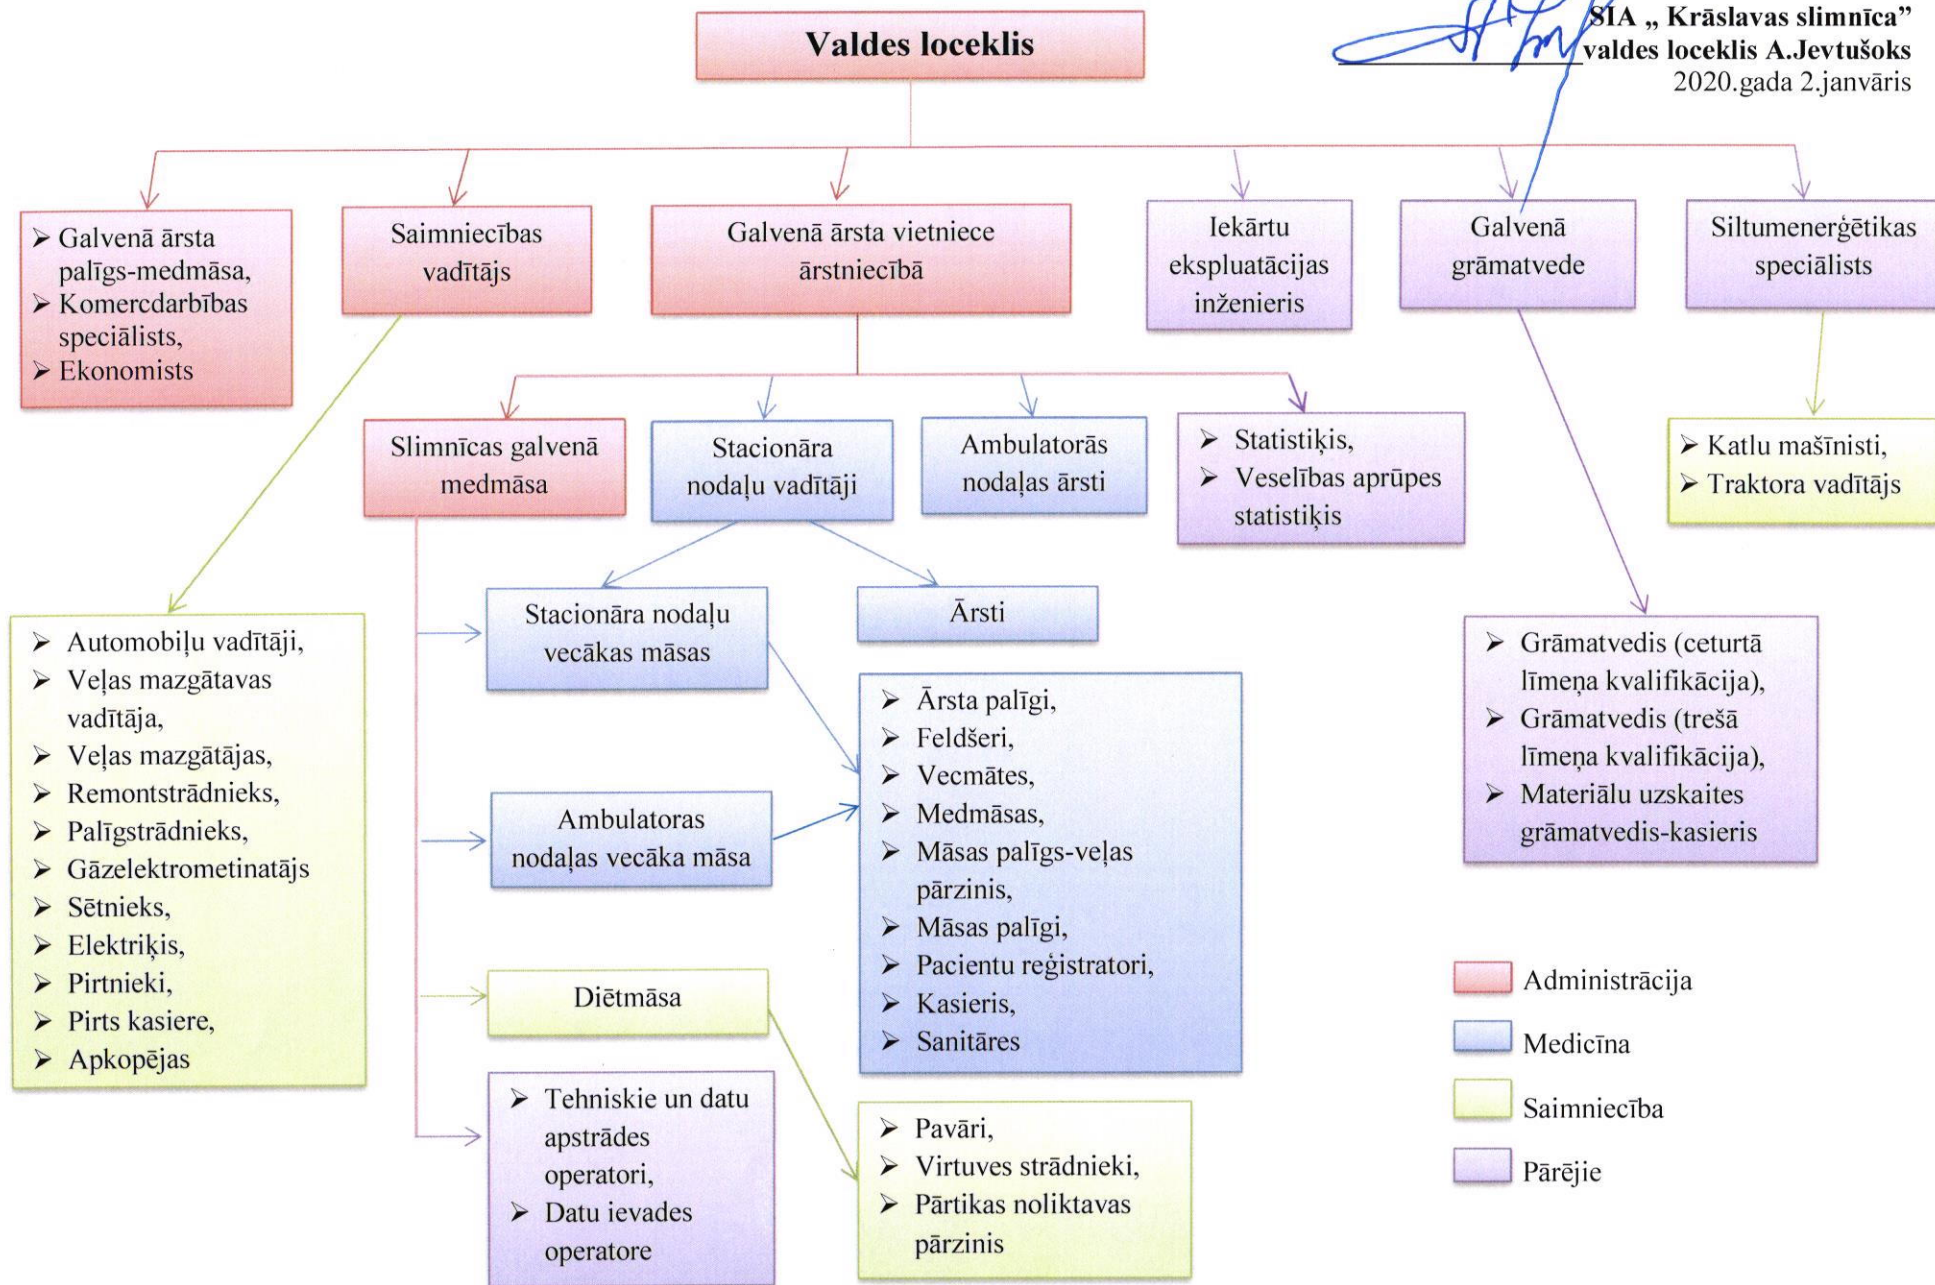 Valdes loceklis
SIA „ Krāslavas slimnīca”
valdes loceklis A.Jevtušoks
2020.gada 2.janvāris
➢ Galvenā ārsta
palīgs-medmāsa,
➢ Komercdarbības
speciālists,
➢ Ekonomists
Saimniecības
vadītājs
Galvenā ārsta vietniece
ārstniecībā
Iekārtu
ekspluatācijas
inženieris
Galvenā
grāmatvede
Siltumenerģētikas
speciālists
Slimnīcas galvenā
medmāsa
Stacionāra
nodaļu vadītāji
Ambulatorās
nodaļas ārsti
➢ Statistiķis,
➢ Veselības aprūpes
statistiķis
➢ Katlu mašīnisti,
➢ Traktora vadītājs
➢ Automobiļu vadītāji,
➢ Veļas mazgātavas
vadītāja,
➢ Veļas mazgātājas,
➢ Remontstrādnieks,
➢ Palīgstrādnieks,
➢ Gāzelektrometinatājs
➢ Sētnieks,
➢ Elektriķis,
➢ Pirtnieki,
➢ Pirts kasiere,
➢ Apkopējas
Stacionāra nodaļu
vecākas māsas
Ārsti
Ambulatoras
nodaļas vecāka māsa
➢ Ārsta palīgi,
➢ Feldšeri,
➢ Vecmātes,
➢ Medmāsas,
➢ Māsas palīgs-veļas
pārzinis,
➢ Māsas palīgi,
➢ Pacientu reģistratori,
➢ Kasieris,
➢ Sanitāres
➢ Grāmatvedis (ceturtā
līmeņa kvalifikācija),
➢ Grāmatvedis (trešā
līmeņa kvalifikācija),
➢ Materiālu uzskaites
grāmatvedis-kasieris
Diētmāsa
➢ Tehniskie un datu
apstrādes
operatori,
➢ Datu ievades
operatore
➢ Pavāri,
➢ Virtuves strādnieki,
➢ Pārtikas noliktavas
pārzinis
Administrācija
Medicīna
Saimniecība
Pārējie